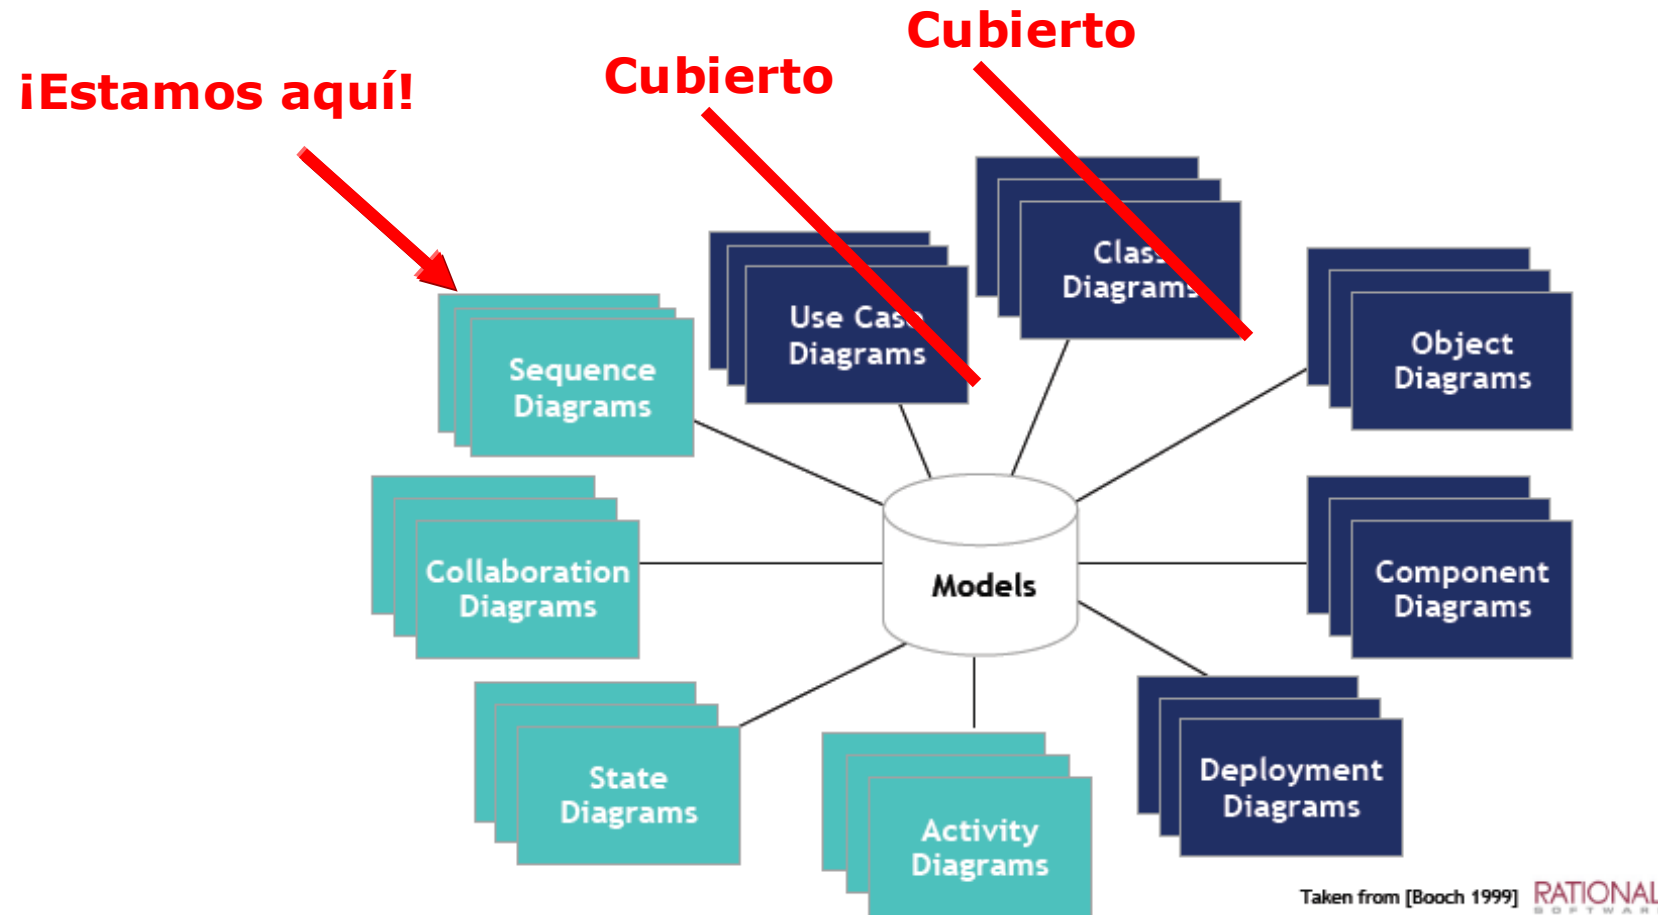 Cubierto
Cubierto
¡Estamos aquí!
Class
Diagrams
Use Case
Diagrams
Object
Diagrams
Sequence
Diagrams
Collaboration
Diagrams
Models
Component
Diagrams
State
Diagrams
Activity
Diagrams
Deployment
Diagrams
Taken from [Booch 1999]
RATIONAL
SOFTWARE